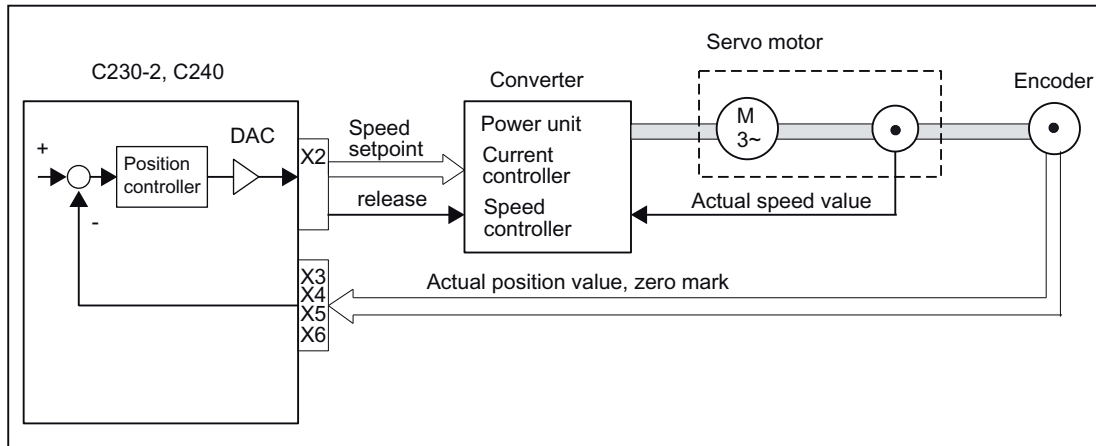 Servo motor
C230-2, C240
Converter
Encoder
DAC
X2
Speed
setpoint
Power unit
M
3~
+
Position
controller
Current
controller
release
Speed
controller
Actual speed value
-
X3
X4
X5
X6
Actual position value, zero mark